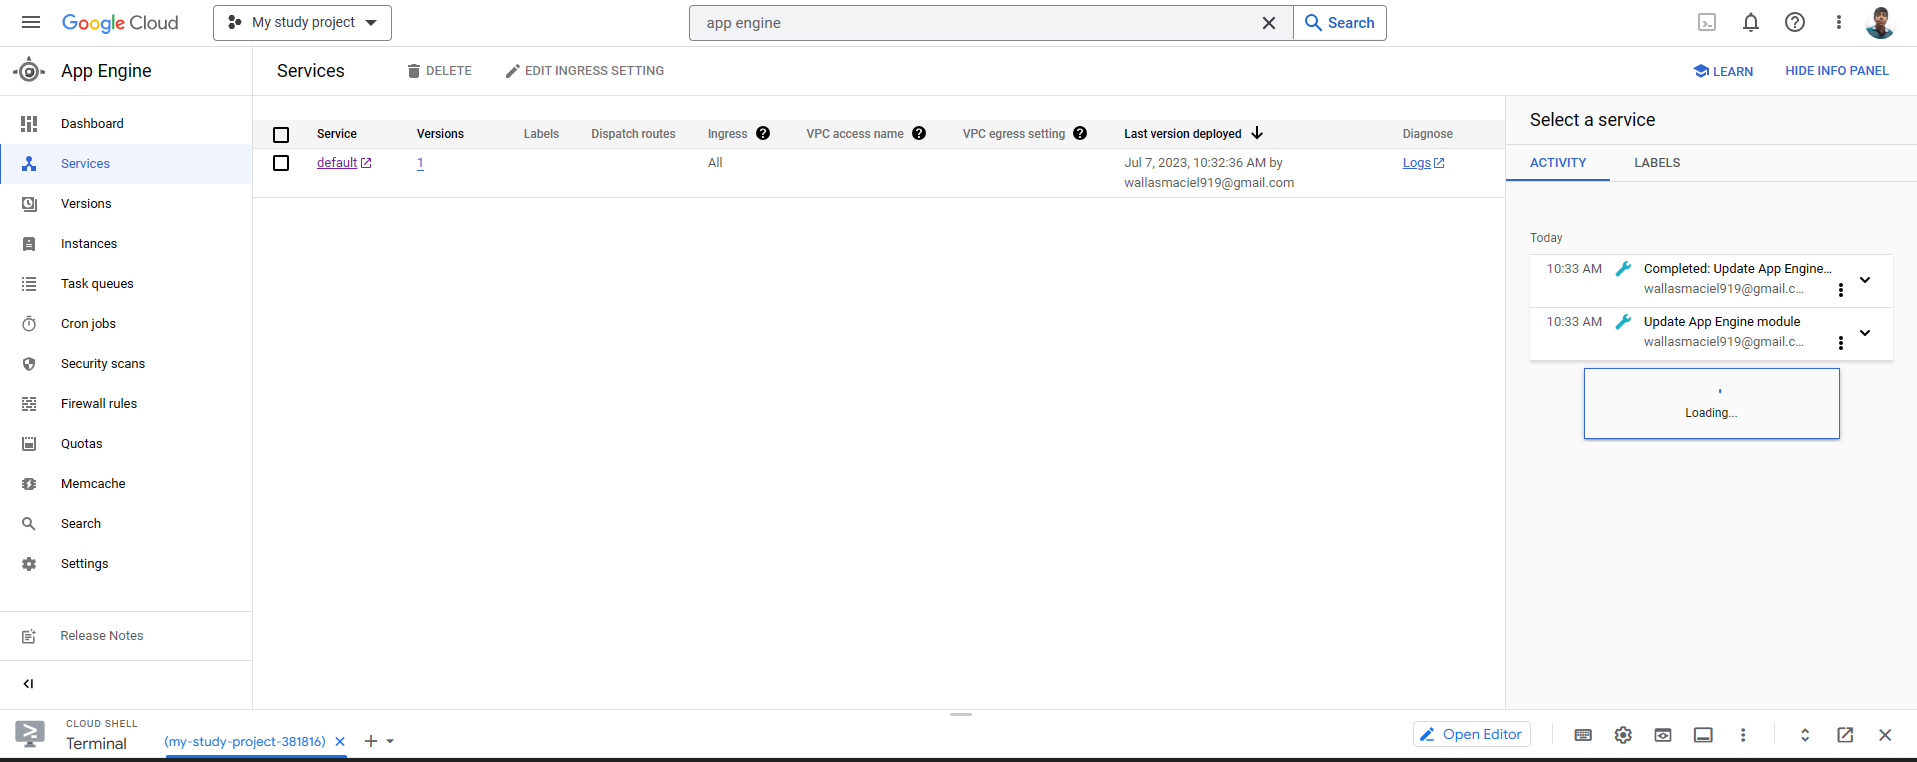 Google Cloud
My study project
app engine
Search
App Engine
Services
DELETE
EDIT INGRESS SETTING
LEARN
HIDE INFO PANEL
Dashboard
Services
Versions
Instances
Task queues
Cron jobs
Security scans
Firewall rules
Quotas
Memcache
Search
Settings
Release Notes
Service Versions Labels Dispatch routes Ingress VPC access name VPC egress setting Last version deployed Diagnose
default 1 All Jul 7, 2023, 10:32:36 AM by Logs
wallasmaciel919@gmail.com
Select a service
ACTIVITY LABELS
Today
10:33 AM Completed: Update App Engine...
wallasmaciel919@gmail.c...
10:33 AM Update App Engine module
wallasmaciel919@gmail.c...
Loading...
CLOUD SHELL
Terminal
(my-study-project-381816)
Open Editor